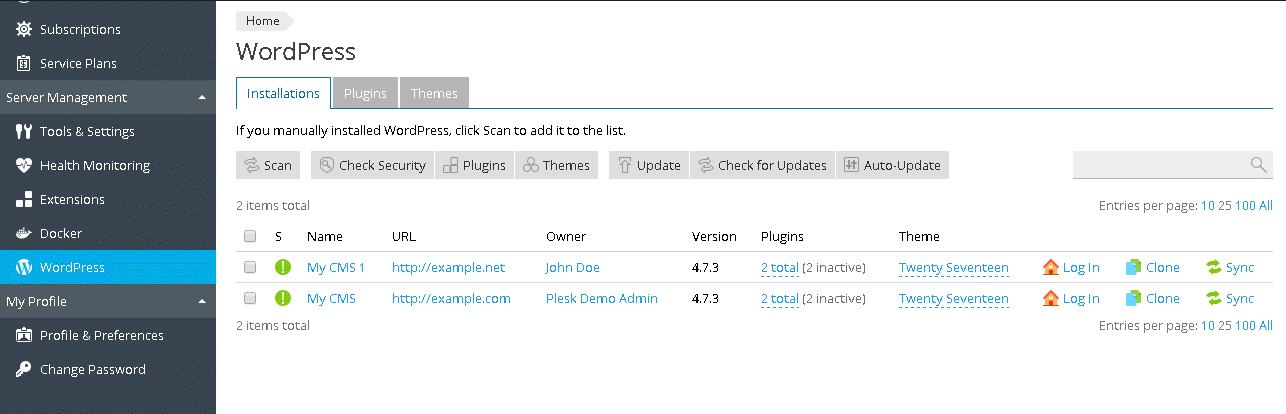 Subscriptions
Service Plans
Server Management
Tools & Settings
Health Monitoring
Extensions
Docker
WordPress
My Profile
Profile & Preferences
Change Password
Home
WordPress
Installations Plugins Themes
If you manually installed WordPress, click Scan to add it to the list.
Scan Check Security Plugins Themes Update Check for Updates Auto-Update
2 items total Entries per page: 10 25 100 All
S Name URL Owner Version Plugins Theme
My CMS 1 http://example.net John Doe 4.7.3 2 total (2 inactive) Twenty Seventeen Log In Clone Sync
My CMS http://example.com Plesk Demo Admin 4.7.3 2 total (2 inactive) Twenty Seventeen Log In Clone Sync
2 items total Entries per page: 10 25 100 All